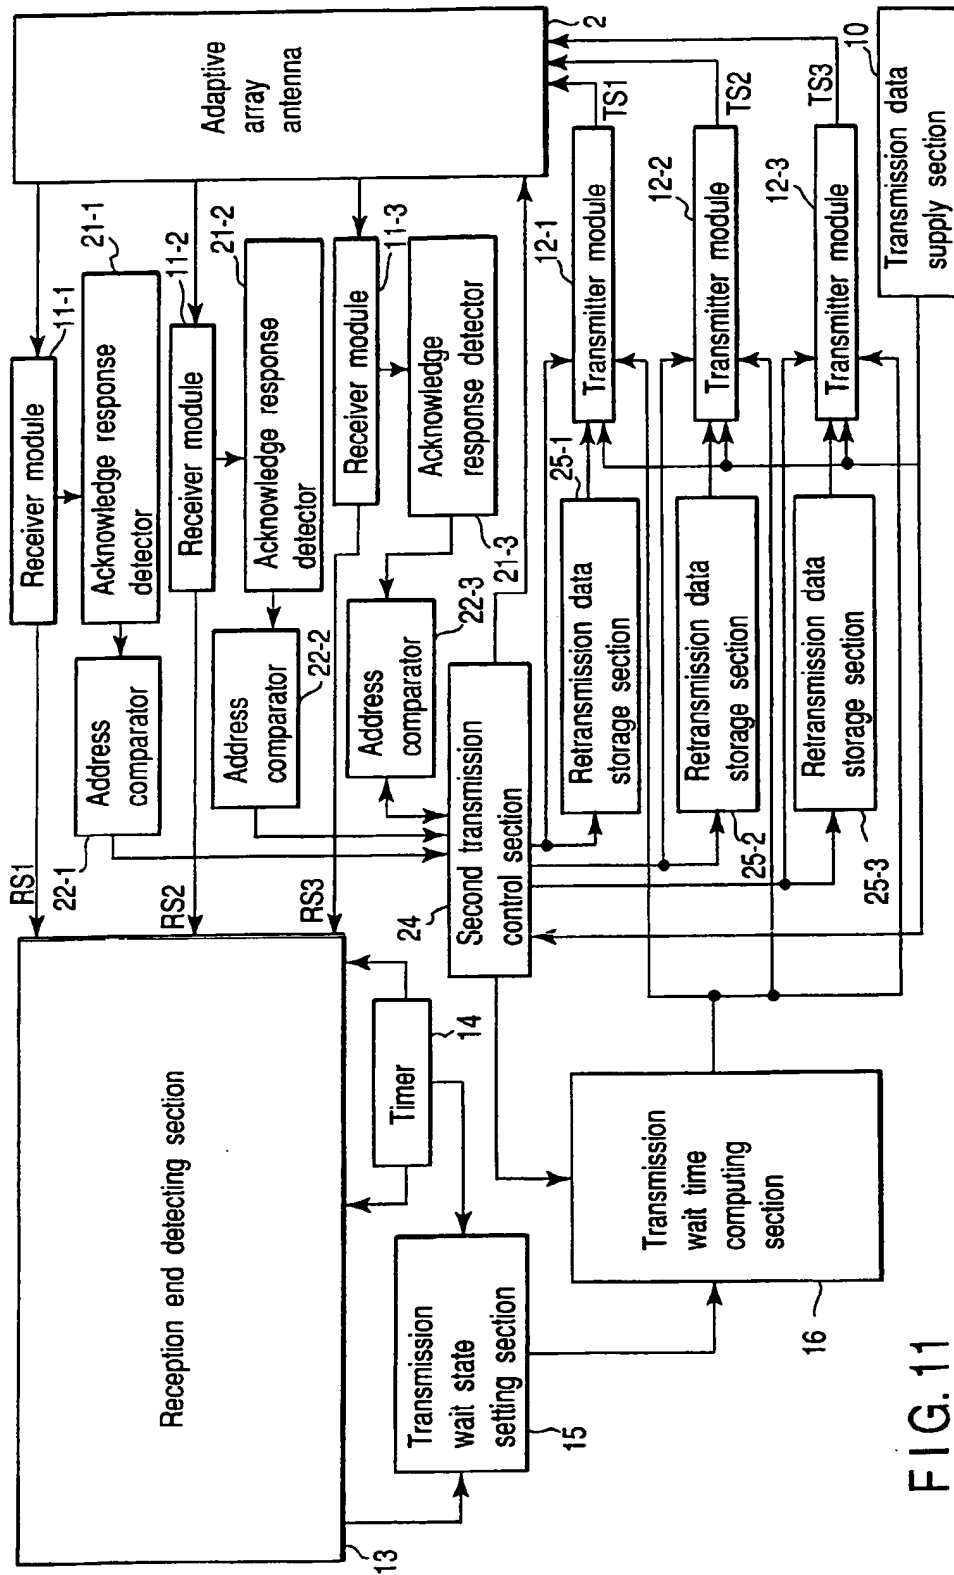 Adaptive
array
antenna
2
Receiver module
11-1
21-1
Acknowledge response
detector
Address
comparator
22-1
RS1
Receiver module
11-2
21-2
Acknowledge response
detector
Address
comparator
22-2
RS2
Receiver module
11-3
Acknowledge
response detector
21-3
Address
comparator
22-3
RS3
Reception end detecting section
13
Timer
14
Transmission
wait state
setting section
15
Second transmission
control section
24
Transmission
wait time
computing
section
16
Retransmission data
storage section
25-1
Retransmission data
storage section
25-2
Retransmission data
storage section
25-3
Transmitter module
12-1
TS1
Transmitter module
12-2
TS2
Transmitter module
12-3
TS3
Transmission data
supply section
10
FIG. 11